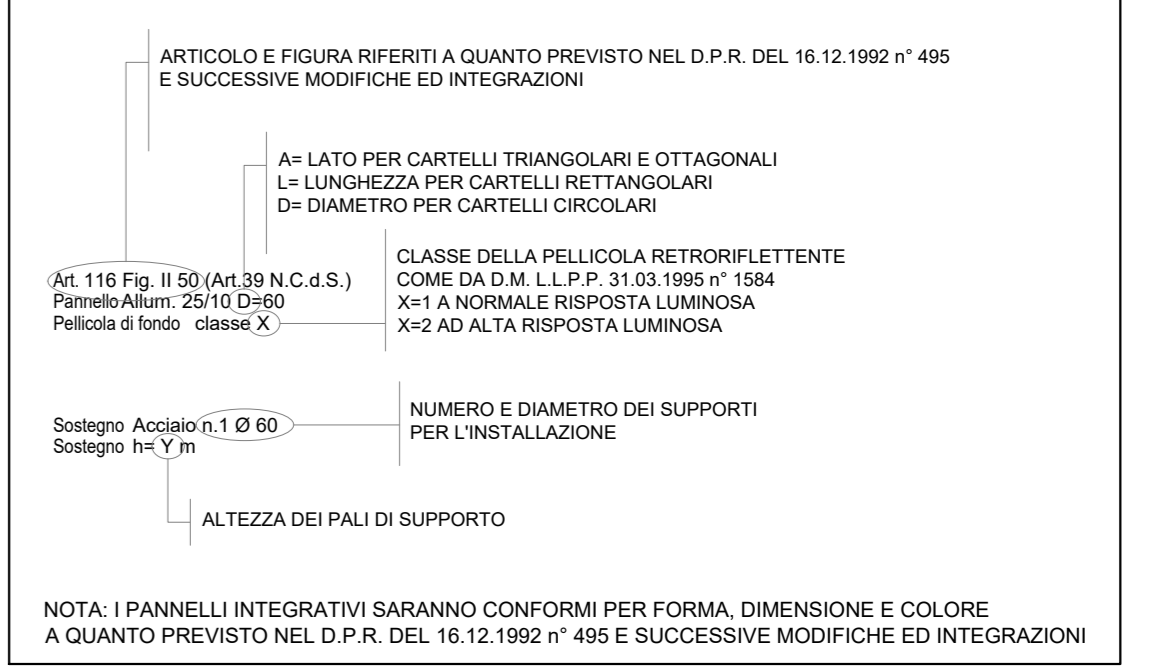 ARTICOLO E FIGURA RIFERITI A QUANTO PREVISTO NEL D.P.R. DEL 16.12.1992 n° 495
E SUCCESSIVE MODIFICHE ED INTEGRAZIONI
A= LATO PER CARTELLI TRIANGOLARI E OTTAGONALI
L= LUNGHEZZA PER CARTELLI RETTANGOLARI
D= DIAMETRO PER CARTELLI CIRCOLARI
CLASSE DELLA PELLICOLA RETRORIFLETTENTE
COME DA D.M. L.L.P.P. 31.03.1995 n° 1584
X=1 A NORMALE RISPOSTA LUMINOSA
X=2 AD ALTA RISPOSTA LUMINOSA
Art. 116 Fig. II 50 (Art.39 N.C.d.S.)
Pannello Allum. 25/10 D=60
Pellicola di fondo classe X
NUMERO E DIAMETRO DEI SUPPORTI
PER L'INSTALLAZIONE
Sostegno Acciaio n.1 Ø 60
Sostegno h= Y m
ALTEZZA DEI PALI DI SUPPORTO
NOTA: I PANNELLI INTEGRATIVI SARANNO CONFORMI PER FORMA, DIMENSIONE E COLORE
A QUANTO PREVISTO NEL D.P.R. DEL 16.12.1992 n° 495 E SUCCESSIVE MODIFICHE ED INTEGRAZIONI